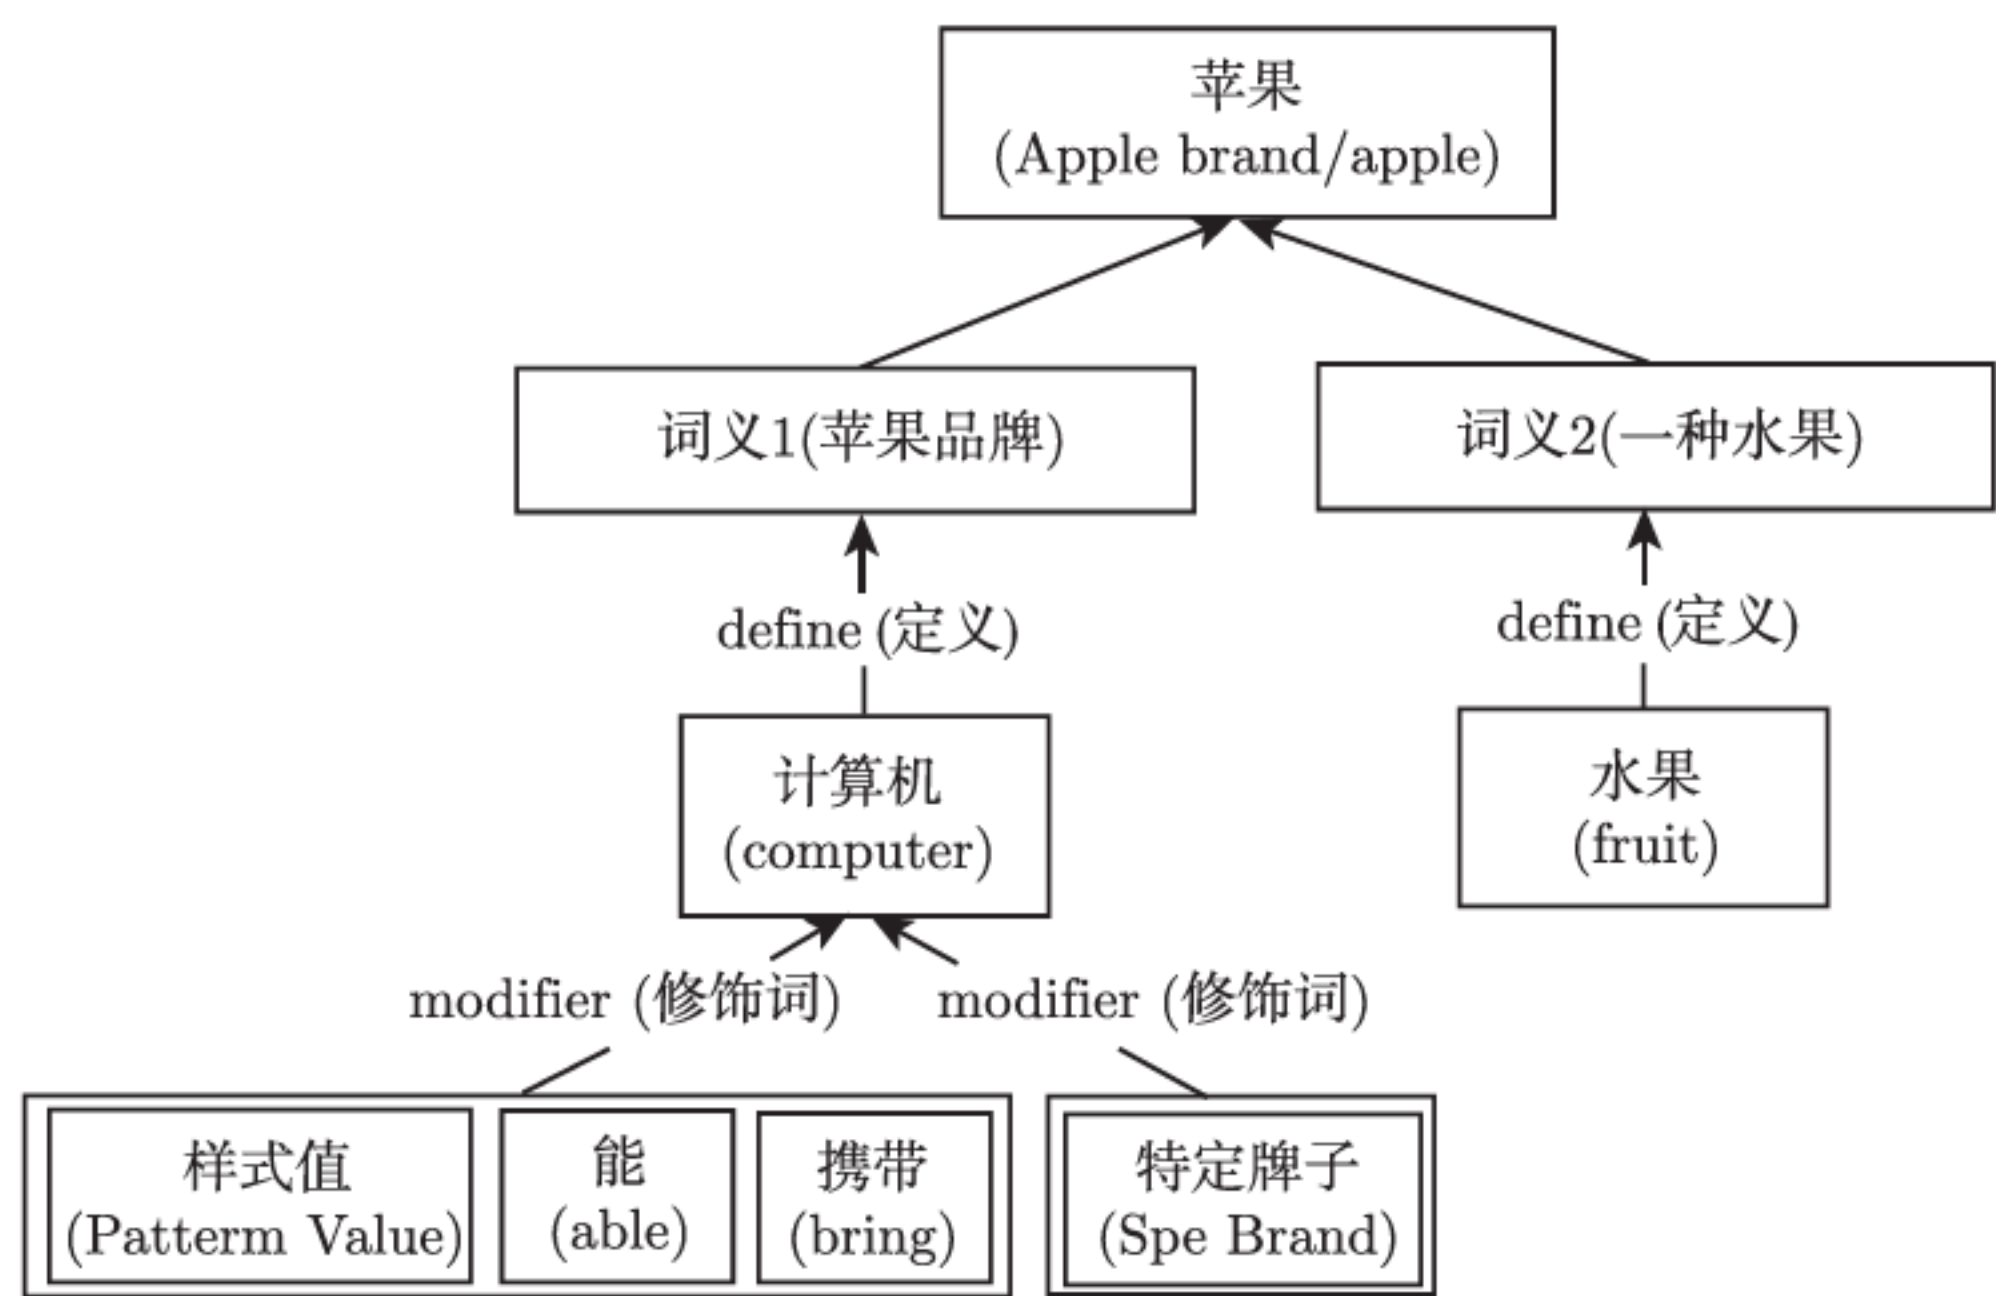 苹果
(Apple brand/apple)
词义1(苹果品牌)
词义2(一种水果)
define (定义)
define (定义)
计算机
(computer)
水果
(fruit)
modifier (修饰词)
modifier (修饰词)
样式值
(Patterm Value)
能
(able)
携带
(bring)
特定牌子
(Spe Brand)